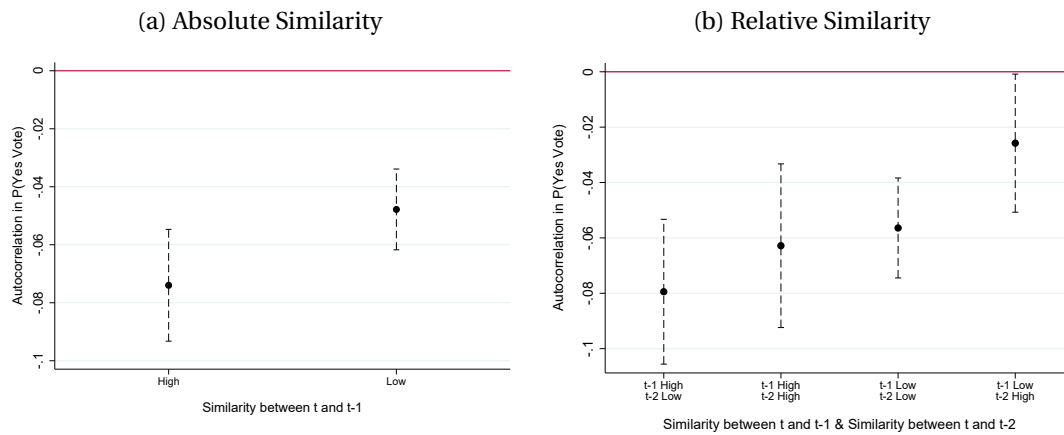 (a) Absolute Similarity
0
-.02
-.04
-.06
-.08
-.1
Autocorrelation in P(Yes Vote)
High
Low
Similarity between t and t-1
(b) Relative Similarity
0
-.02
-.04
-.06
-.08
-.1
Autocorrelation in P(Yes Vote)
t-1 High
t-2 Low
t-1 High
t-2 High
t-1 Low
t-2 Low
t-1 Low
t-2 High
Similarity between t and t-1 & Similarity between t and t-2